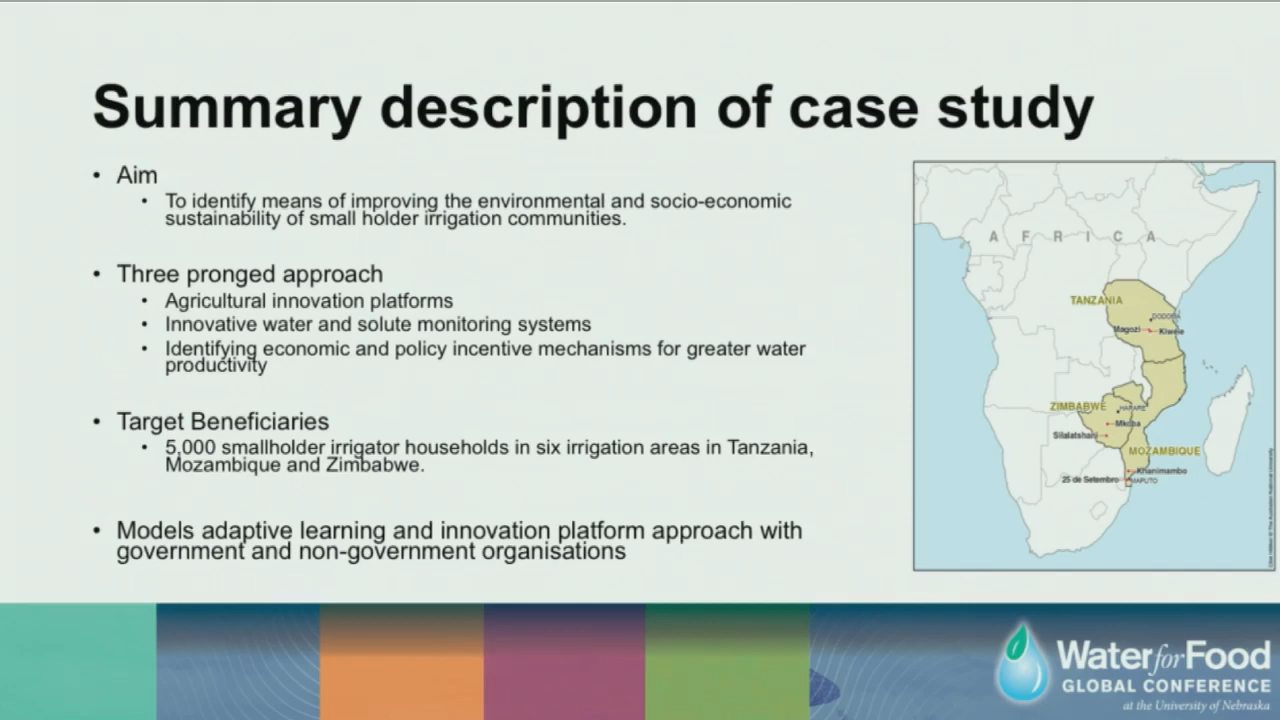 Summary description of case study
• Aim
• To identify means of improving the environmental and socio-economic
sustainability of small holder irrigation communities.
• Three pronged approach
• Agricultural innovation platforms
• Innovative water and solute monitoring systems
• Identifying economic and policy incentive mechanisms for greater water
productivity
• Target Beneficiaries
• 5,000 smallholder irrigator households in six irrigation areas in Tanzania,
Mozambique and Zimbabwe.
• Models adaptive learning and innovation platform approach with
government and non-government organisations
AFRICA
TANZANIA
DODOMA
Magozi
Kiwele
ZIMBABWE
HARARE
Mkoba
Silalatshani
MOZAMBIQUE
Khanimambo
25 de Setembro
MAPUTO
Water for Food
GLOBAL CONFERENCE
at the University of Nebraska